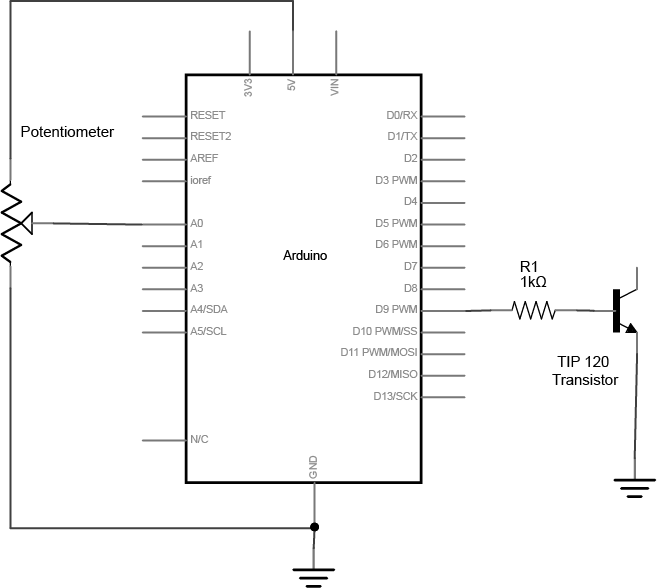 3V3
5V
VIN
Potentiometer
RESET
RESET2
AREF
ioref
A0
A1
A2
A3
A4/SDA
A5/SCL
N/C
Arduino
D0/RX
D1/TX
D2
D3 PWM
D4
D5 PWM
D6 PWM
D7
D8
D9 PWM
D10 PWM/SS
D11 PWM/MOSI
D12/MISO
D13/SCK
GND
R1
1kΩ
TIP 120
Transistor